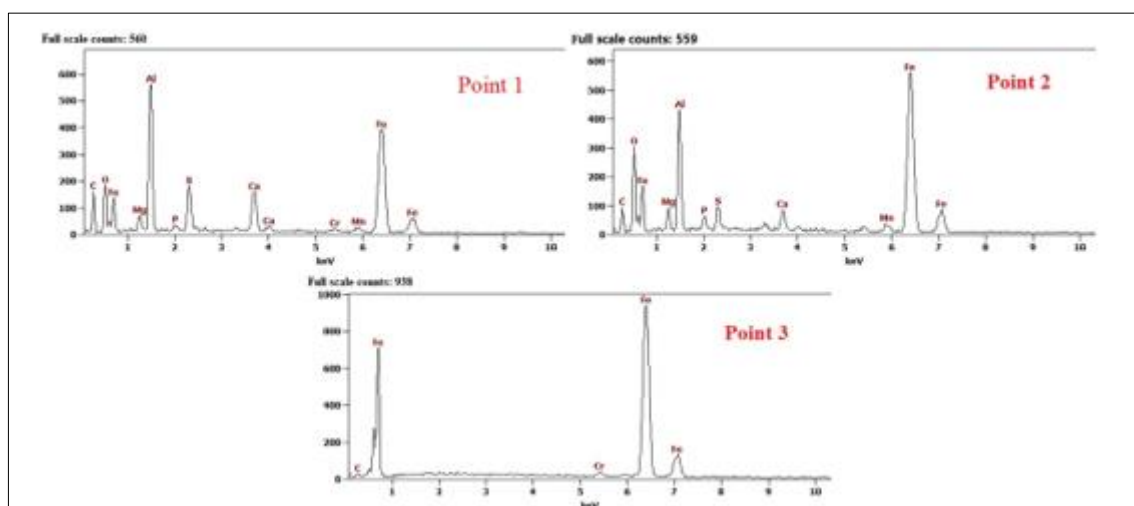 Full scale counts: 560
Point 1
600
500
400
300
200
100
0
C
O
Fe
Mg
Al
P
S
Ca
Ca
Cr
Mn
Fe
Fe
1 2 3 4 5 6 7 8 9 10
keV
Full scale counts: 559
Point 2
600
500
400
300
200
100
0
C
O
Fe
Mg
Al
P
S
Ca
Mn
Fe
Fe
1 2 3 4 5 6 7 8 9 10
keV
Full scale counts: 938
Point 3
1000
800
600
400
200
0
C
Fe
Cr
Fe
Fe
1 2 3 4 5 6 7 8 9 10
keV